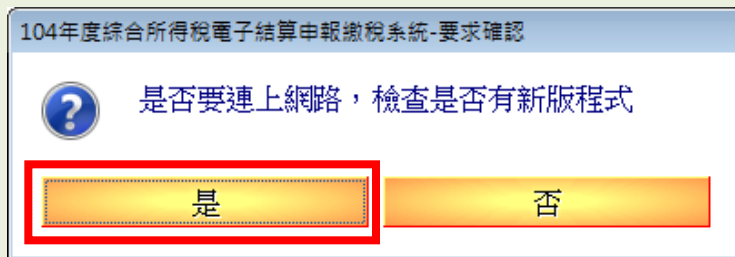 104年度綜合所得稅電子結算申報繳稅系統-要求確認
是否要連上網路，檢查是否有新版程式
是
否